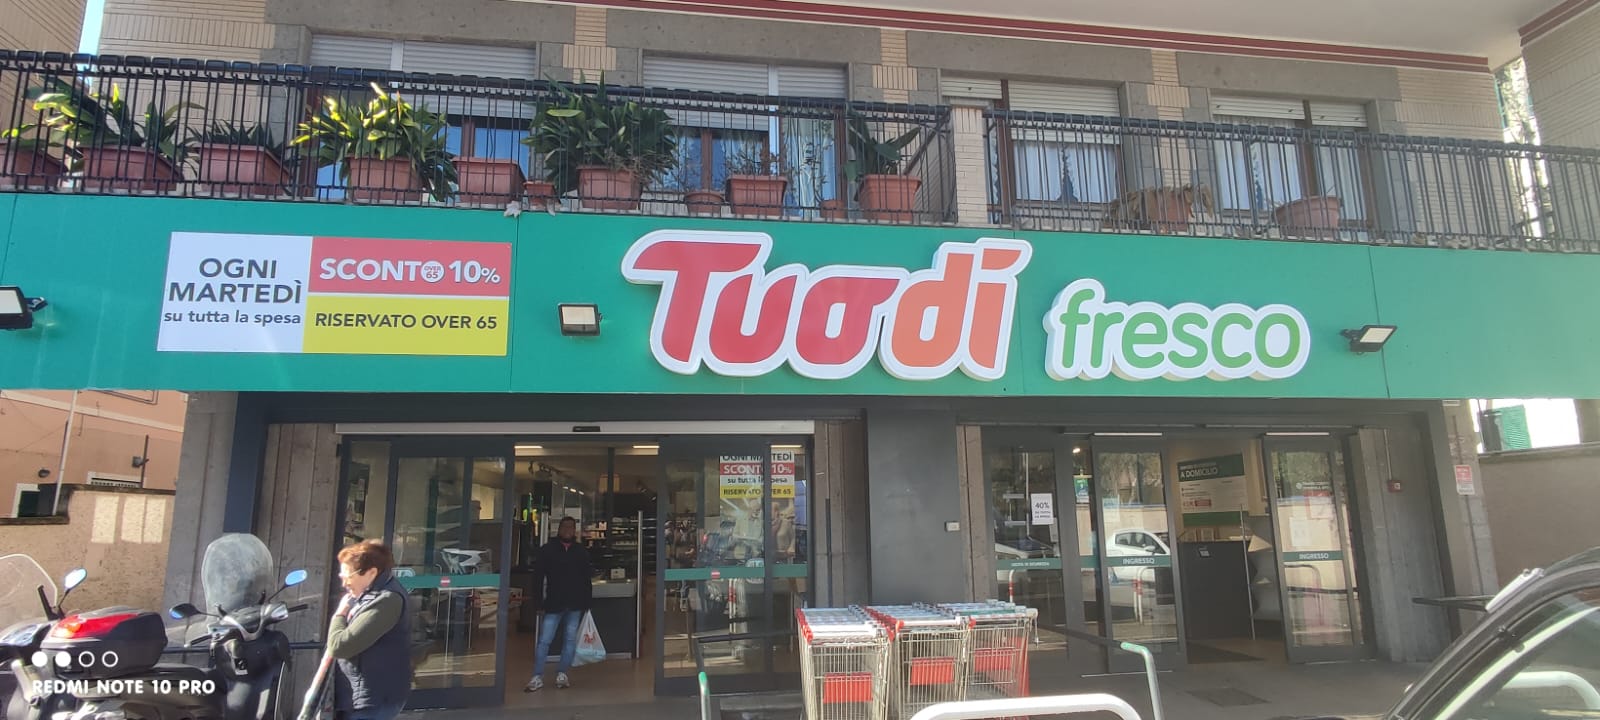 OGNI
MARTEDÌ
su tutta la spesa
SCONTO OVER 65 10%
RISERVATO OVER 65
Tuodì fresco
OGNI MARTEDÌ
SCONTO 10%
su tutta la spesa
RISERVATO OVER 65
40%
A DOMICILIO
INGRESSO
INGRESSO
REDMI NOTE 10 PRO